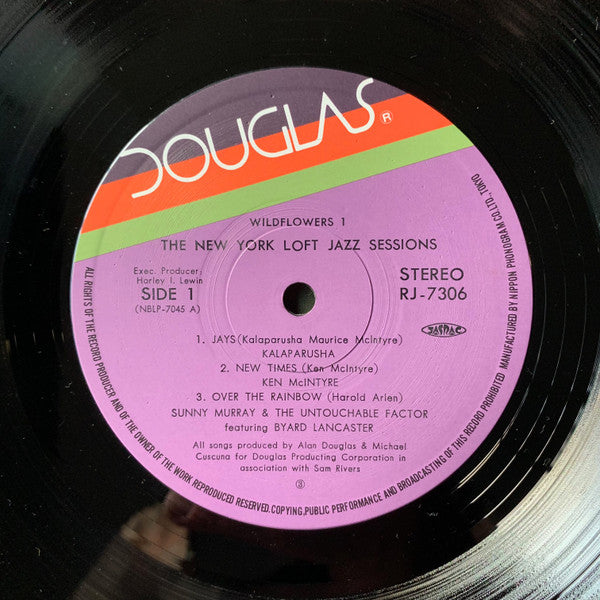 DOUGLAS®
WILDFLOWERS 1
THE NEW YORK LOFT JAZZ SESSIONS
Exec. Producer:
Harley I. Lewin
SIDE 1
(NBLP-7045 A)
STEREO
RJ-7306
JASRAC
1. JAYS(Kalaparusha Maurice McIntyre)
KALAPARUSHA
2. NEW TIMES (Ken McIntyre)
KEN McINTYRE
3. OVER THE RAINBOW (Harold Arlen)
SUNNY MURRAY & THE UNTOUCHABLE FACTOR
featuring BYARD LANCASTER
All songs produced by Alan Douglas & Michael
Cuscuna for Douglas Producting Corporation in
association with Sam Rivers
③
ALL RIGHTS OF THE RECORD PRODUCER AND OF THE OWNER OF THE WORK REPRODUCED RESERVED. COPYING, PUBLIC PERFORMANCE AND BROADCASTING OF THIS RECORD PROHIBITED MANUFACTURED BY NIPPON PHONOGRAM CO., LTD., TOKYO